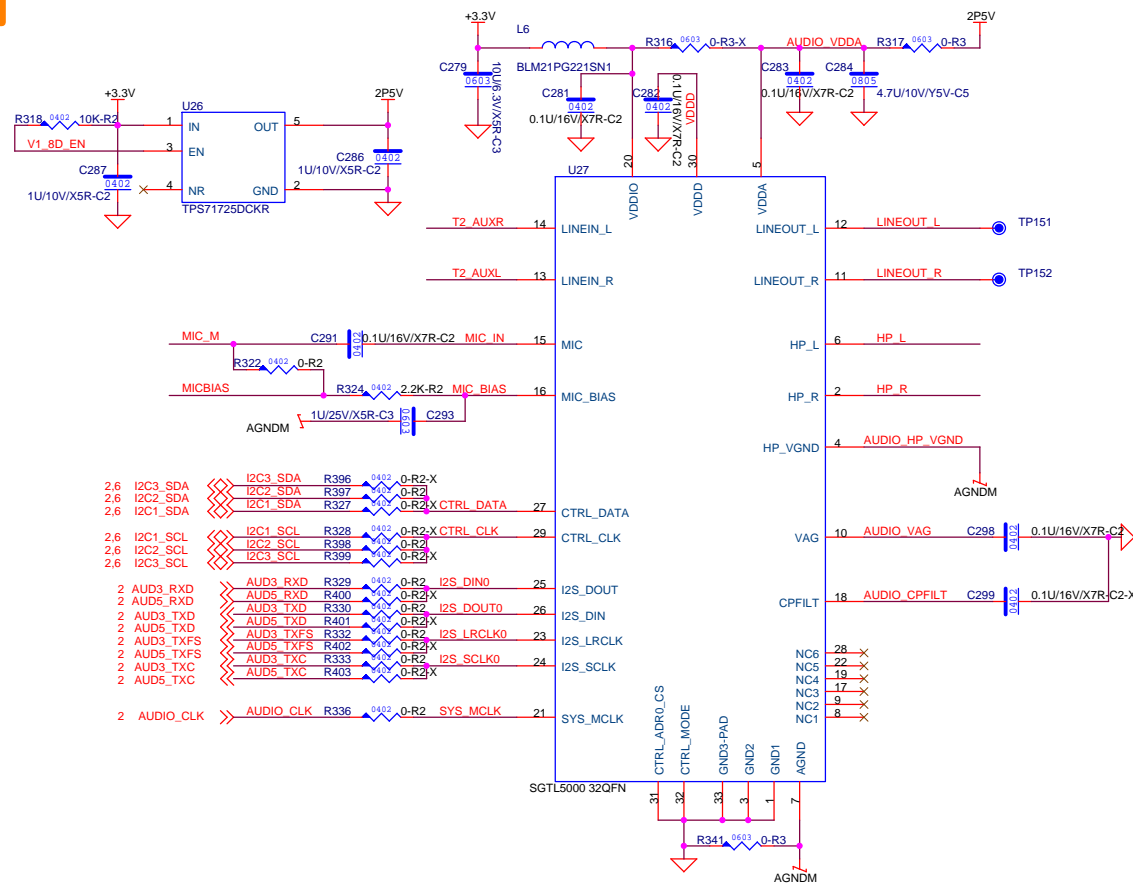 +3.3V
L6
2P5V
R316
0603
0-R3-X
AUDIO_VDDA
R317
0603
0-R3
BLM21PG221SN1
C279
0603
10U/6.3V/X5R-C3
C281
0402
0.1U/16V/X7R-C2
C282
0402
0.1U/16V/X7R-C2
VDDD
C283
0402
0.1U/16V/X7R-C2
C284
0805
4.7U/10V/Y5V-C5
+3.3V
2P5V
R318
0402
10K-R2
V1_8D_EN
U26
1
IN
OUT
5
3
EN
4
NR
GND
2
TPS71725DCKR
C287
0402
1U/10V/X5R-C2
C286
0402
1U/10V/X5R-C2
U27
20
30
5
VDDIO
VDDD
VDDA
T2_AUXR
14
LINEIN_L
LINEOUT_L
12
LINEOUT_L
TP151
T2_AUXL
13
LINEIN_R
LINEOUT_R
11
LINEOUT_R
TP152
MIC_M
C291
0402
0.1U/16V/X7R-C2
MIC_IN
15
MIC
HP_L
6
HP_L
R322
0402
0-R2
MICBIAS
R324
0402
2.2K-R2
MIC_BIAS
16
MIC_BIAS
HP_R
2
HP_R
AGNDM
1U/25V/X5R-C3
0603
C293
HP_VGND
4
AUDIO_HP_VGND
AGNDM
2,6 I2C3_SDA
I2C3_SDA
R396
0402
0-R2-X
2,6 I2C2_SDA
I2C2_SDA
R397
0402
0-R2
2,6 I2C1_SDA
I2C1_SDA
R327
0402
0-R2-X
CTRL_DATA
27
CTRL_DATA
2,6 I2C1_SCL
I2C1_SCL
R328
0402
0-R2-X
CTRL_CLK
29
CTRL_CLK
2,6 I2C2_SCL
I2C2_SCL
R398
0402
0-R2
2,6 I2C3_SCL
I2C3_SCL
R399
0402
0-R2-X
VAG
10
AUDIO_VAG
C298
0402
0.1U/16V/X7R-C2
2 AUD3_RXD
AUD3_RXD
R329
0402
0-R2
I2S_DIN0
25
I2S_DOUT
2 AUD5_RXD
AUD5_RXD
R400
0402
0-R2-X
CPFILT
18
AUDIO_CPFILT
C299
0402
0.1U/16V/X7R-C2-X
2 AUD3_TXD
AUD3_TXD
R330
0402
0-R2
I2S_DOUT0
26
I2S_DIN
2 AUD5_TXD
AUD5_TXD
R401
0402
0-R2-X
2 AUD3_TXFS
AUD3_TXFS
R332
0402
0-R2
I2S_LRCLK0
23
I2S_LRCLK
2 AUD5_TXFS
AUD5_TXFS
R402
0402
0-R2-X
2 AUD3_TXC
AUD3_TXC
R333
0402
0-R2
I2S_SCLK0
24
I2S_SCLK
2 AUD5_TXC
AUD5_TXC
R403
0402
0-R2-X
NC6
28
NC5
22
NC4
19
NC3
17
NC2
9
NC1
8
2 AUDIO_CLK
AUDIO_CLK
R336
0402
0-R2
SYS_MCLK
21
SYS_MCLK
CTRL_ADR0_CS
CTRL_MODE
GND3-PAD
GND2
GND1
AGND
SGTL5000 32QFN
31
32
33
3
1
7
R341
0603
0-R3
AGNDM